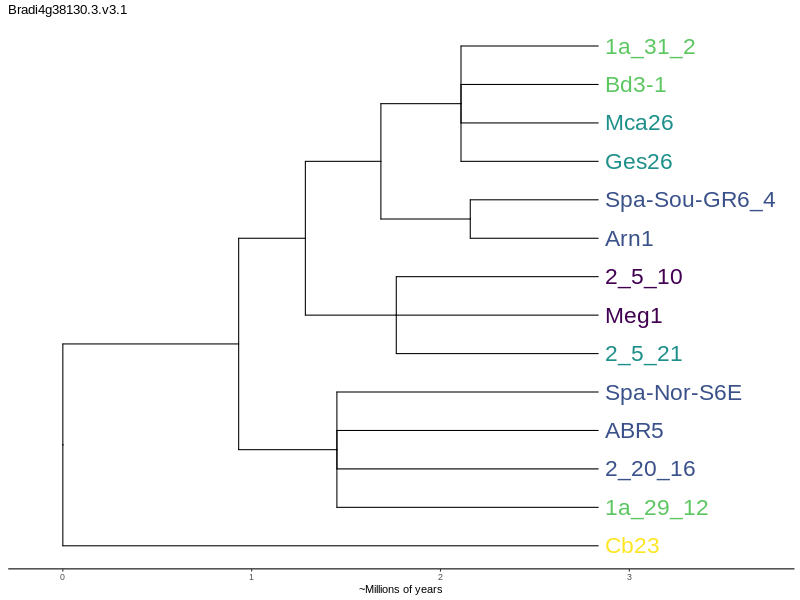 Bradi4g38130.3.v3.1
1a_31_2
Bd3-1
Mca26
Ges26
Spa-Sou-GR6_4
Arn1
2_5_10
Meg1
2_5_21
Spa-Nor-S6E
ABR5
2_20_16
1a_29_12
Cb23
0 1 2 3
~Millions of years